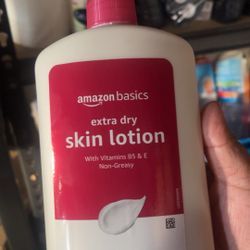 amazon basics
extra dry
skin lotion
With Vitamins B5 & E
Non-Greasy